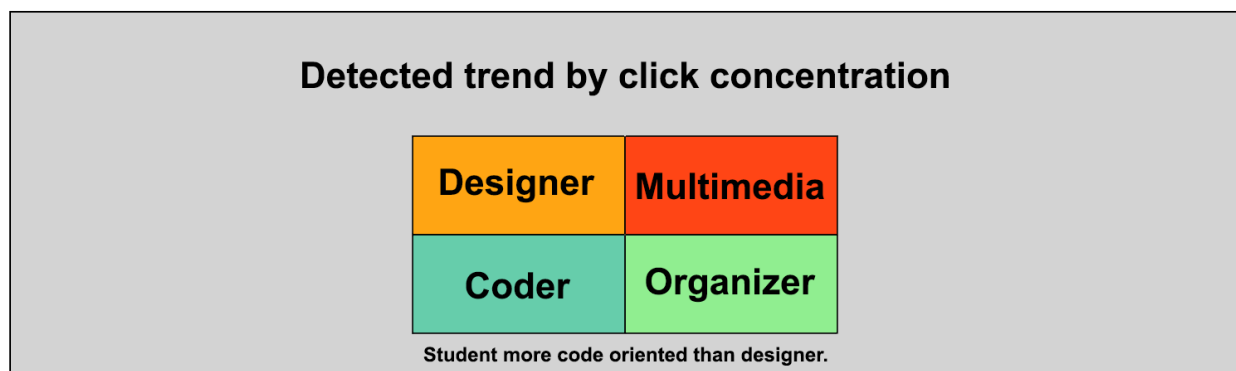 Detected trend by click concentration
Designer
Multimedia
Coder
Organizer
Student more code oriented than designer.